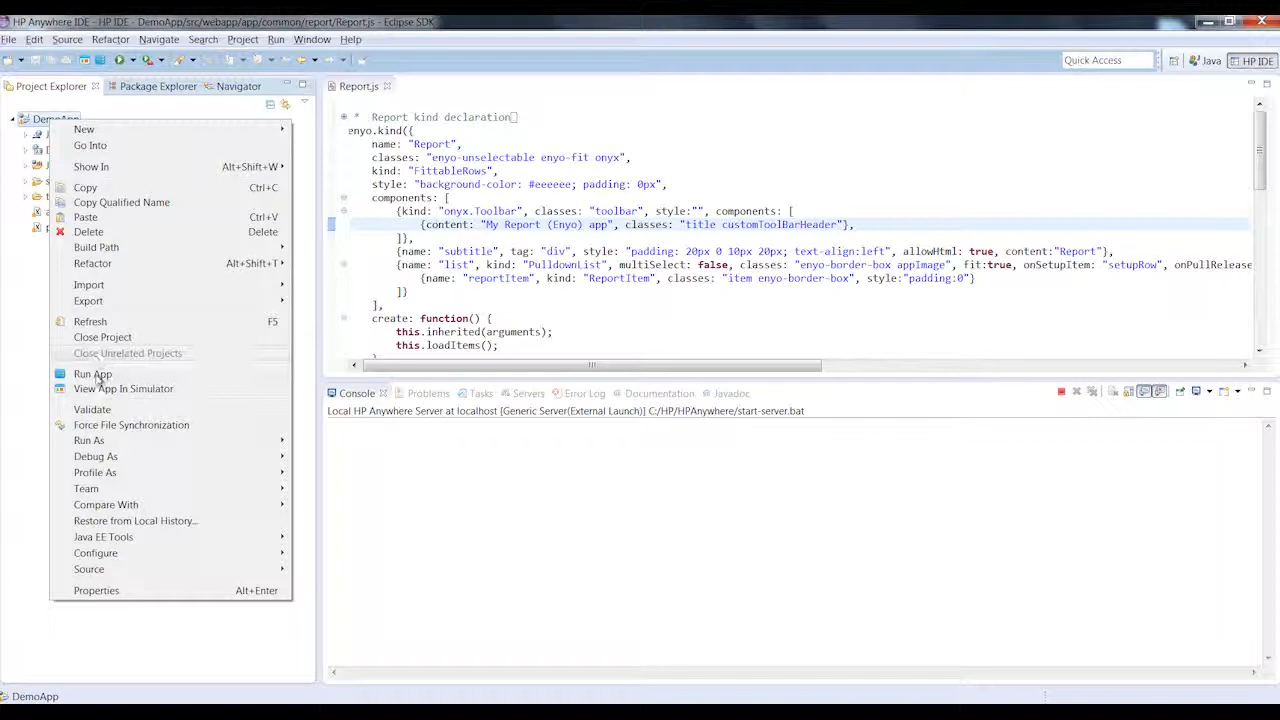 HP Anywhere IDE - HP IDE - DemoApp/src/webapp/app/common/report/Report.js - Eclipse SDK
File Edit Source Refactor Navigate Search Project Run Window Help
Quick Access Java HP IDE
Project Explorer Package Explorer Navigator
DemoApp
New
Go Into
Show In Alt+Shift+W
Copy Ctrl+C
Copy Qualified Name
Paste Ctrl+V
Delete Delete
Build Path
Refactor Alt+Shift+T
Import
Export
Refresh F5
Close Project
Close Unrelated Projects
Run App
View App In Simulator
Validate
Force File Synchronization
Run As
Debug As
Profile As
Team
Compare With
Restore from Local History...
Java EE Tools
Configure
Source
Properties Alt+Enter
Report.js
* Report kind declaration
enyo.kind({
name: "Report",
classes: "enyo-unselectable enyo-fit onyx",
kind: "FittableRows",
style: "background-color: #eeeeee; padding: 0px",
components: [
{kind: "onyx.Toolbar", classes: "toolbar", style:"", components: [
{content: "My Report (Enyo) app", classes: "title customToolBarHeader"},
]},
{name: "subtitle", tag: "div", style: "padding: 20px 0 10px 20px; text-align:left", allowHtml: true, content:"Report"},
{name: "list", kind: "PulldownList", multiSelect: false, classes: "enyo-border-box appImage", fit:true, onSetupItem: "setupRow", onPullRelease
{name: "reportItem", kind: "ReportItem", classes: "item enyo-border-box", style:"padding:0"}
]}
],
create: function() {
this.inherited(arguments);
this.loadItems();
Console Problems Tasks Servers Error Log Documentation Javadoc
Local HP Anywhere Server at localhost [Generic Server(External Launch)] C:/HP/HPAnywhere/start-server.bat
DemoApp